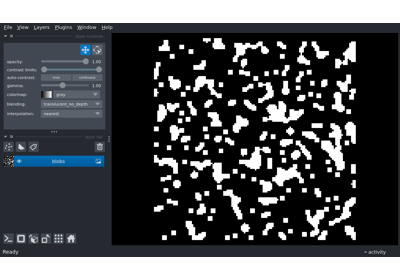 File View Layers Plugins Window Help
layer controls
opacity: 1.00
contrast limits:
auto-contrast: once continuous
gamma: 1.00
colormap: gray
blending: translucent_no_depth
interpolation: nearest
layer list
blobs
Ready activity